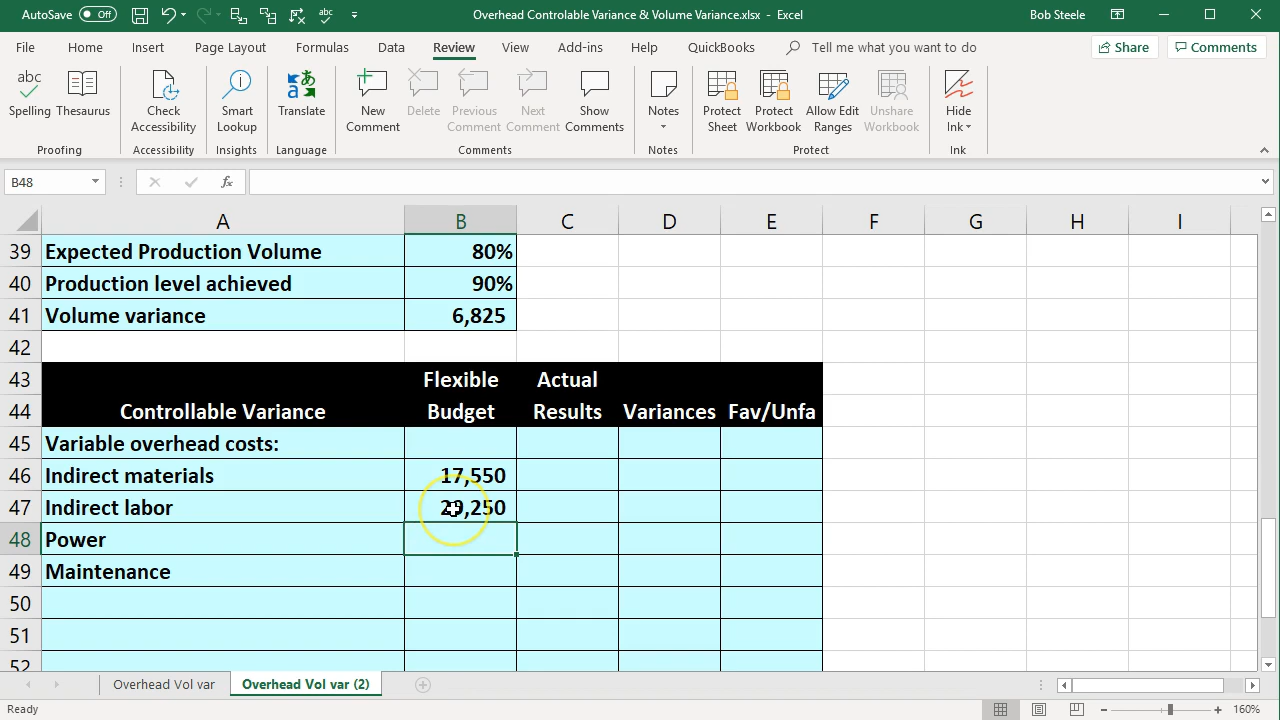 AutoSave Off
Overhead Controlable Variance & Volume Variance.xlsx - Excel
Bob Steele
File Home Insert Page Layout Formulas Data Review View Add-ins Help QuickBooks Tell me what you want to do Share Comments
Spelling Thesaurus Check Accessibility Smart Lookup Translate New Comment Delete Previous Comment Next Comment Show Comments Notes Protect Sheet Protect Workbook Allow Edit Ranges Unshare Workbook Hide Ink
Proofing Accessibility Insights Language Comments Notes Protect Ink
B48 fx
A B C D E F G H I
39 Expected Production Volume 80%
40 Production level achieved 90%
41 Volume variance 6,825
42
43 Flexible Actual
44 Controllable Variance Budget Results Variances Fav/Unfa
45 Variable overhead costs:
46 Indirect materials 17,550
47 Indirect labor 20,250
48 Power
49 Maintenance
50
51
52
Overhead Vol var Overhead Vol var (2)
Ready 160%